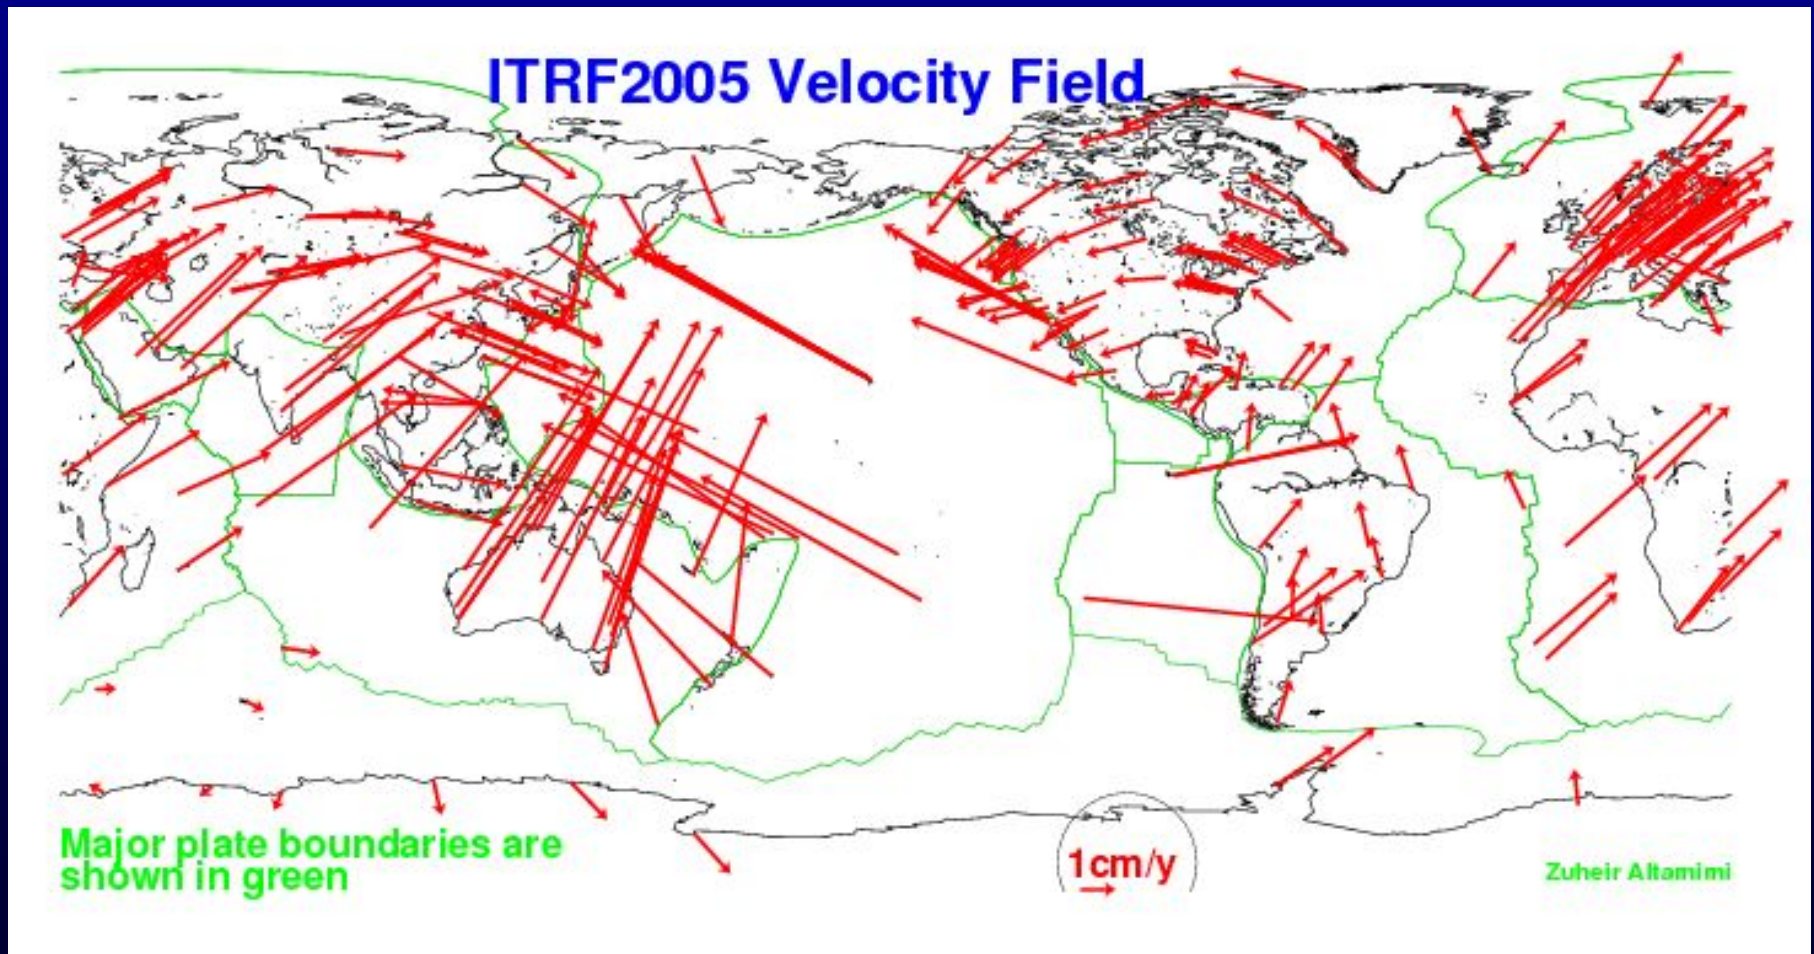 ITRF2005 Velocity Field
Major plate boundaries are
shown in green
1cm/y
Zuheir Altamimi